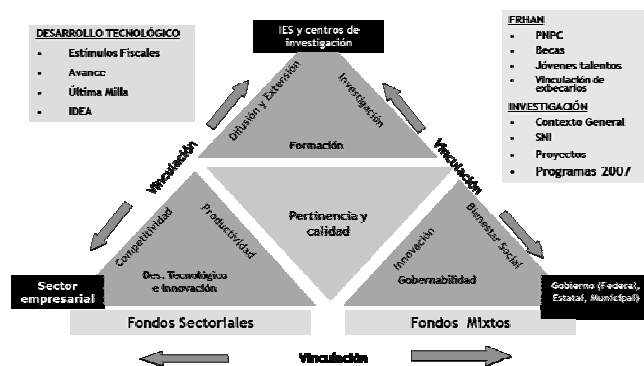 DESARROLLO TECNOLÓGICO
• Estímulos Fiscales
• Avance
• Última Milla
• IDEA
IES y centros de
investigación
FRHAN
• PNPC
• Becas
• Jóvenes talentos
• Vinculación de
exbecarios
INVESTIGACIÓN
• Contexto General
• SNI
• Proyectos
• Programas 2007
Difusión y Extensión
Investigación
Formación
Vinculación
Vinculación
Pertinencia y
calidad
Competitividad
Productividad
Des. Tecnológico
e innovación
Innovación
Bienestar Social
Gobernabilidad
Sector
empresarial
Gobierno (Federal,
Estatal, Municipal)
Fondos Sectoriales
Fondos Mixtos
Vinculación